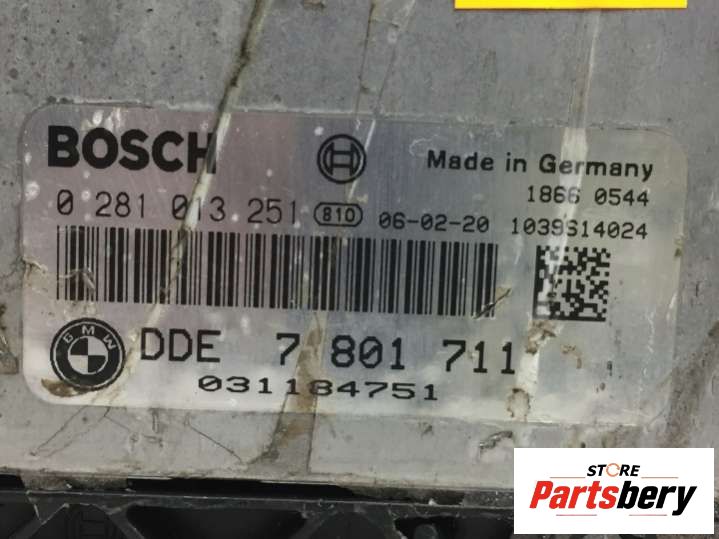 BOSCH
Made in Germany
1866 0544
0 281 013 251 810 06-02-20 1039S14024
BMW
DDE 7 801 711
031184751
STORE
Partsbery